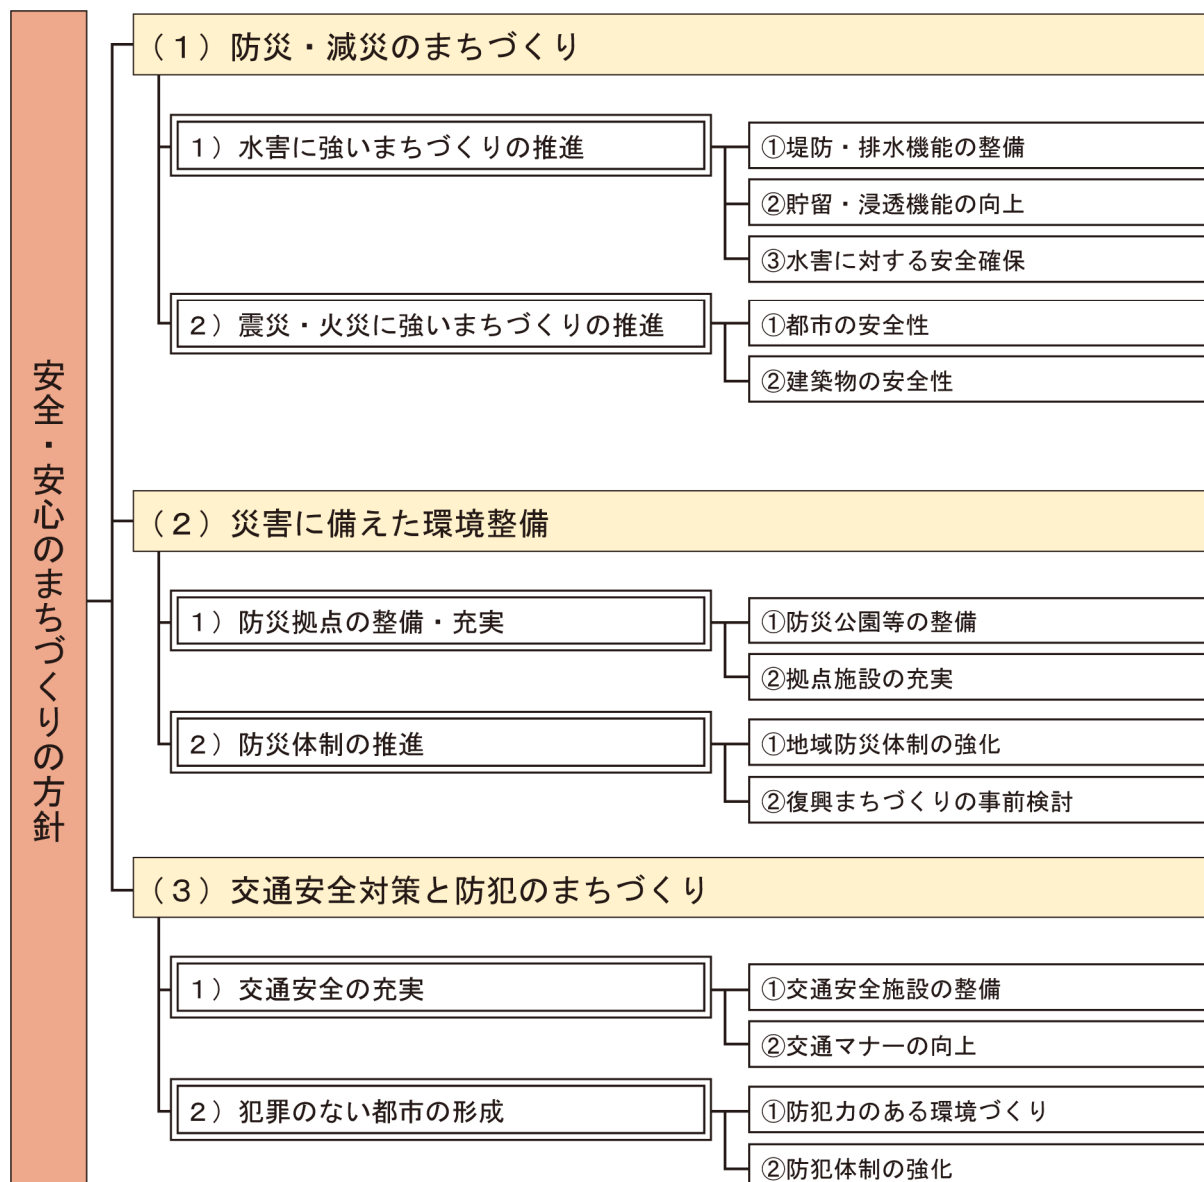 安全・安心のまちづくりの方針
（１）防災・減災のまちづくり
１）水害に強いまちづくりの推進
①堤防・排水機能の整備
②貯留・浸透機能の向上
③水害に対する安全確保
２）震災・火災に強いまちづくりの推進
①都市の安全性
②建築物の安全性
（２）災害に備えた環境整備
１）防災拠点の整備・充実
①防災公園等の整備
②拠点施設の充実
２）防災体制の推進
①地域防災体制の強化
②復興まちづくりの事前検討
（３）交通安全対策と防犯のまちづくり
１）交通安全の充実
①交通安全施設の整備
②交通マナーの向上
２）犯罪のない都市の形成
①防犯力のある環境づくり
②防犯体制の強化